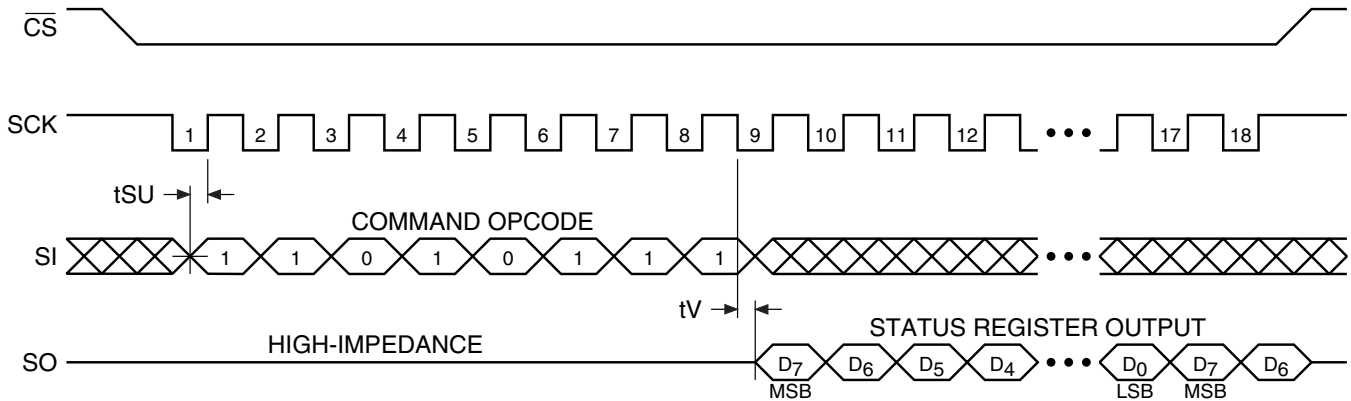 CS
SCK 1 2 3 4 5 6 7 8 9 10 11 12 ••• 17 18
tSU
COMMAND OPCODE
SI 1 1 0 1 0 1 1 1 •••
tV
HIGH-IMPEDANCE
STATUS REGISTER OUTPUT
SO D7 D6 D5 D4 ••• D0 D7 D6
MSB LSB MSB